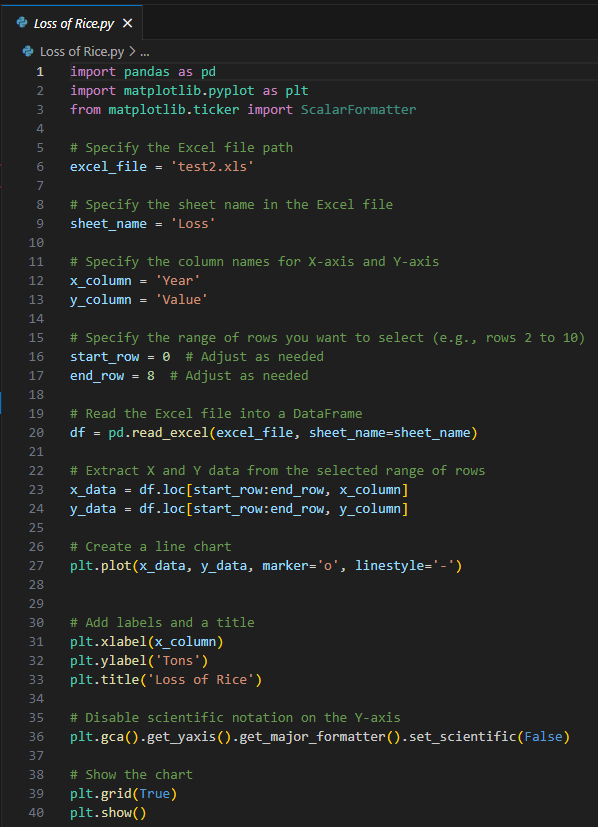 Loss of Rice.py ×
Loss of Rice.py > ...
1 import pandas as pd
2 import matplotlib.pyplot as plt
3 from matplotlib.ticker import ScalarFormatter
4
5 # Specify the Excel file path
6 excel_file = 'test2.xls'
7
8 # Specify the sheet name in the Excel file
9 sheet_name = 'Loss'
10
11 # Specify the column names for X-axis and Y-axis
12 x_column = 'Year'
13 y_column = 'Value'
14
15 # Specify the range of rows you want to select (e.g., rows 2 to 10)
16 start_row = 0  # Adjust as needed
17 end_row = 8  # Adjust as needed
18
19 # Read the Excel file into a DataFrame
20 df = pd.read_excel(excel_file, sheet_name=sheet_name)
21
22 # Extract X and Y data from the selected range of rows
23 x_data = df.loc[start_row:end_row, x_column]
24 y_data = df.loc[start_row:end_row, y_column]
25
26 # Create a line chart
27 plt.plot(x_data, y_data, marker='o', linestyle='-')
28
29
30 # Add labels and a title
31 plt.xlabel(x_column)
32 plt.ylabel('Tons')
33 plt.title('Loss of Rice')
34
35 # Disable scientific notation on the Y-axis
36 plt.gca().get_yaxis().get_major_formatter().set_scientific(False)
37
38 # Show the chart
39 plt.grid(True)
40 plt.show()